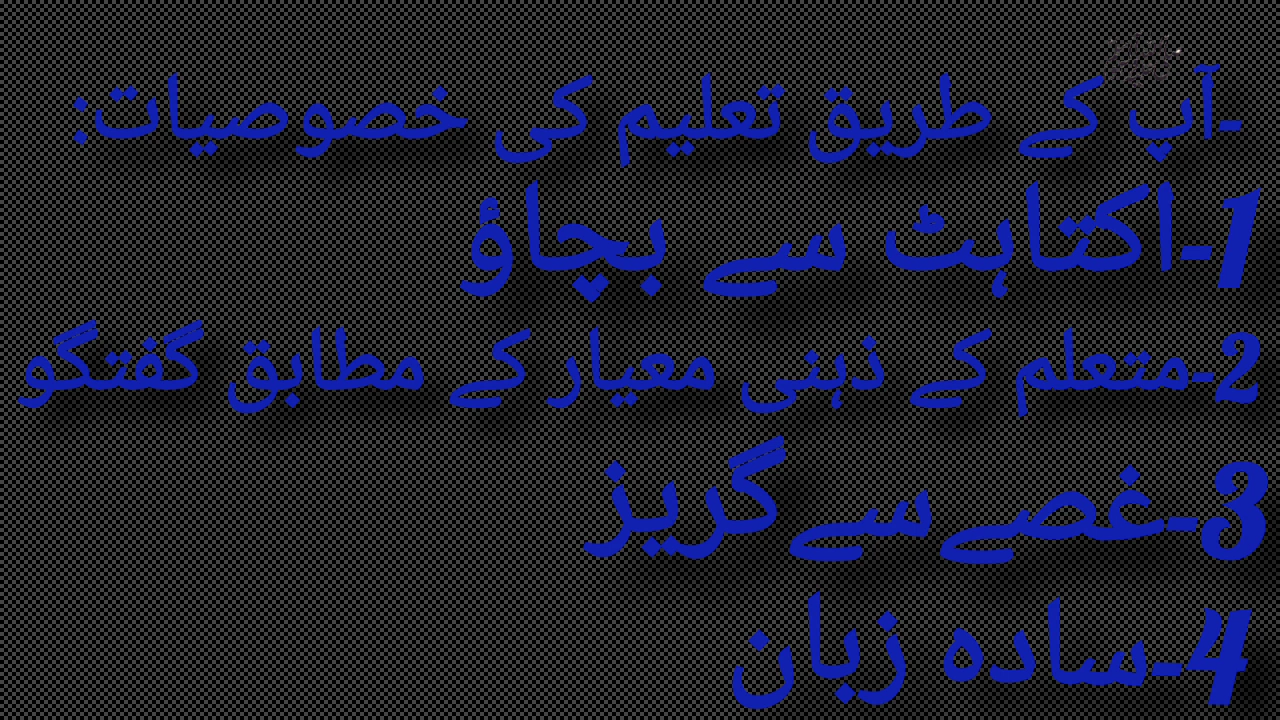 -آپ کے طریق تعلیم کی خصوصیات:
1-اکتاہٹ سے بچاؤ
2-متعلم کے ذہنی معیار کے مطابق گفتگو
3-غصے سے گریز
4-سادہ زبان